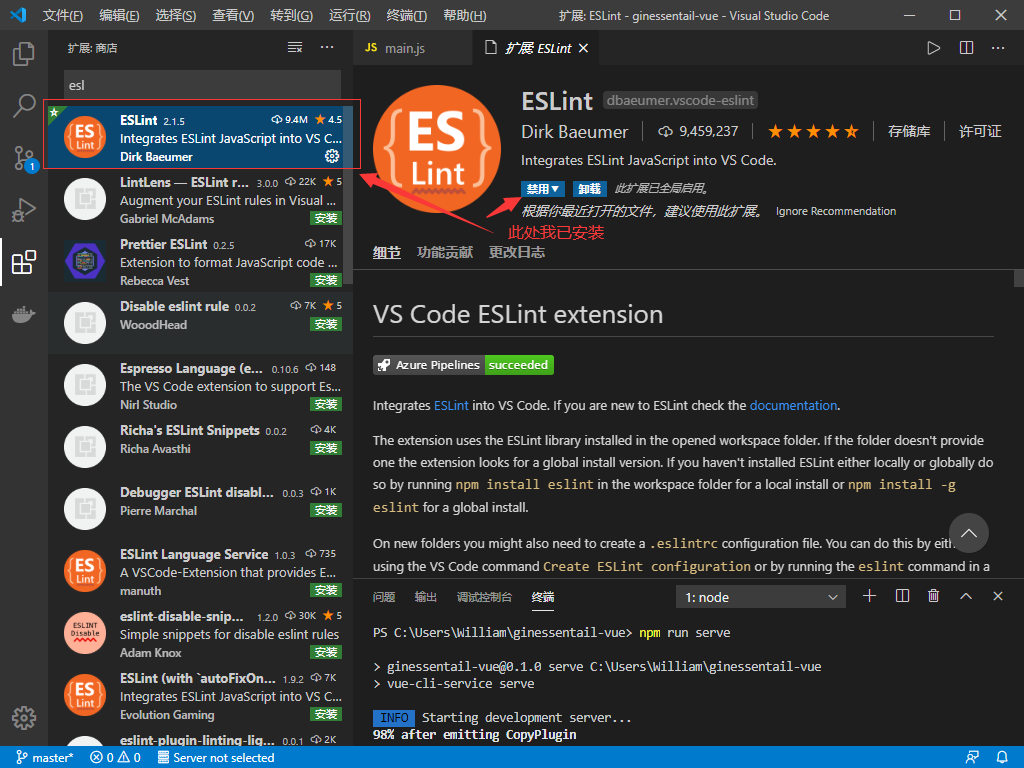 文件(F) 编辑(E) 选择(S) 查看(V) 转到(G) 运行(R) 终端(T) 帮助(H) 扩展: ESLint - ginessentail-vue - Visual Studio Code
扩展: 商店
esl
ESLint 2.1.5 9.4M 4.5
Integrates ESLint JavaScript into VS C...
Dirk Baeumer
LintLens — ESLint r... 3.0.0 22K 5
Augment your ESLint rules in Visual ...
Gabriel McAdams 安装
Prettier ESLint 0.2.5 17K
Extension to format JavaScript code ...
Rebecca Vest 安装
Disable eslint rule 0.0.2 7K 5
WooodHead 安装
Espresso Language (e... 0.10.6 148
The VS Code extension to support Es...
Nirl Studio 安装
Richa's ESLint Snippets 0.0.2 4K
Richa Avasthi 安装
Debugger ESLint disabl... 0.0.3 1K
Pierre Marchal 安装
ESLint Language Service 1.0.3 735
A VSCode-Extension that provides E...
manuth 安装
eslint-disable-snip... 1.2.0 30K 5
Simple snippets for disable eslint rules
Adam Knox 安装
ESLint (with `autoFixOn... 1.9.2 7K
Integrates ESLint JavaScript into VS C...
Evolution Gaming 安装
eslint-plugin-linting-lig... 0.0.1 2K
ES
Lint
ES
Lint
ESLINT
Disable
ES
Lint
1
JS main.js 扩展 ESLint
ES
Lint
ESLint dbaeumer.vscode-eslint
Dirk Baeumer 9,459,237 存储库 许可证
Integrates ESLint JavaScript into VS Code.
禁用 卸载 此扩展已全局启用。
根据你最近打开的文件，建议使用此扩展。 Ignore Recommendation
此处我已安装
细节 功能贡献 更改日志
VS Code ESLint extension
Azure Pipelines succeeded
Integrates ESLint into VS Code. If you are new to ESLint check the documentation.
The extension uses the ESLint library installed in the opened workspace folder. If the folder doesn't provide
one the extension looks for a global install version. If you haven't installed ESLint either locally or globally do
so by running npm install eslint in the workspace folder for a local install or npm install -g
eslint for a global install.
On new folders you might also need to create a .eslintrc configuration file. You can do this by eith
using the VS Code command Create ESLint configuration or by running the eslint command in a
问题 输出 调试控制台 终端 1: node
PS C:\Users\William\ginessentail-vue> npm run serve
> ginessentail-vue@0.1.0 serve C:\Users\William\ginessentail-vue
> vue-cli-service serve
INFO Starting development server...
98% after emitting CopyPlugin
master* 0 0 Server not selected